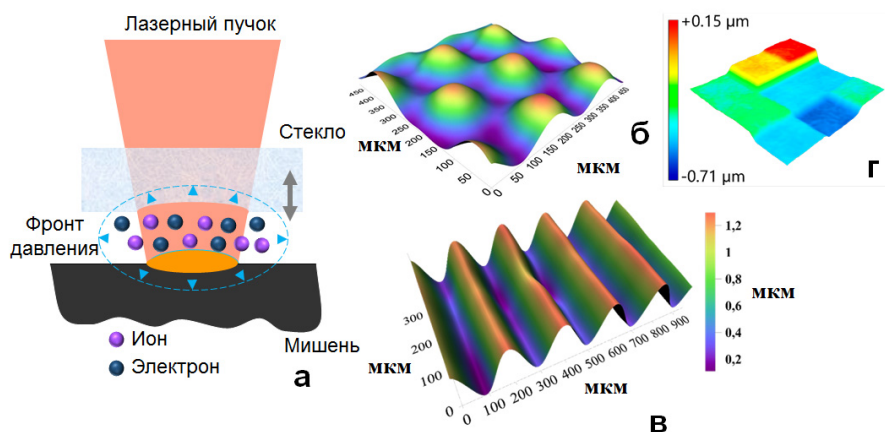 Лазерный пучок
Стекло
Фронт
давления
Ион
Электрон
Мишень
а
450
400
350
300
250
200
150
100
50
0
мкм
0
50
100
150
200
250
300
350
400
450
мкм
б
+0.15 µm
-0.71 µm
г
300
200
100
0
мкм
0
100
200
300
400
500
600
700
800
900
мкм
1,2
1
0,8
0,6
0,4
0,2
мкм
в